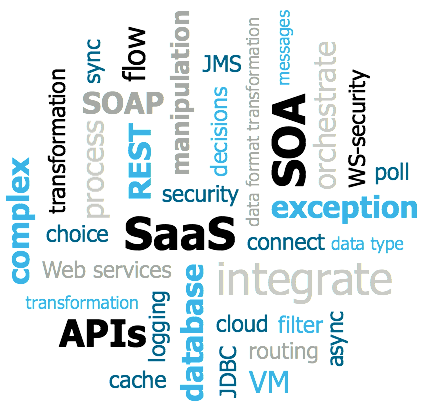 sync
flow
manipulation
JMS
data format transformation
messages
orchestrate
transformation
SOAP
process
REST
decisions
SOA
WS-security
poll
complex
security
exception
choice
SaaS
connect
data type
Web services
database
integrate
transformation
APIs
logging
cloud
filter
async
JDBC
routing
cache
VM